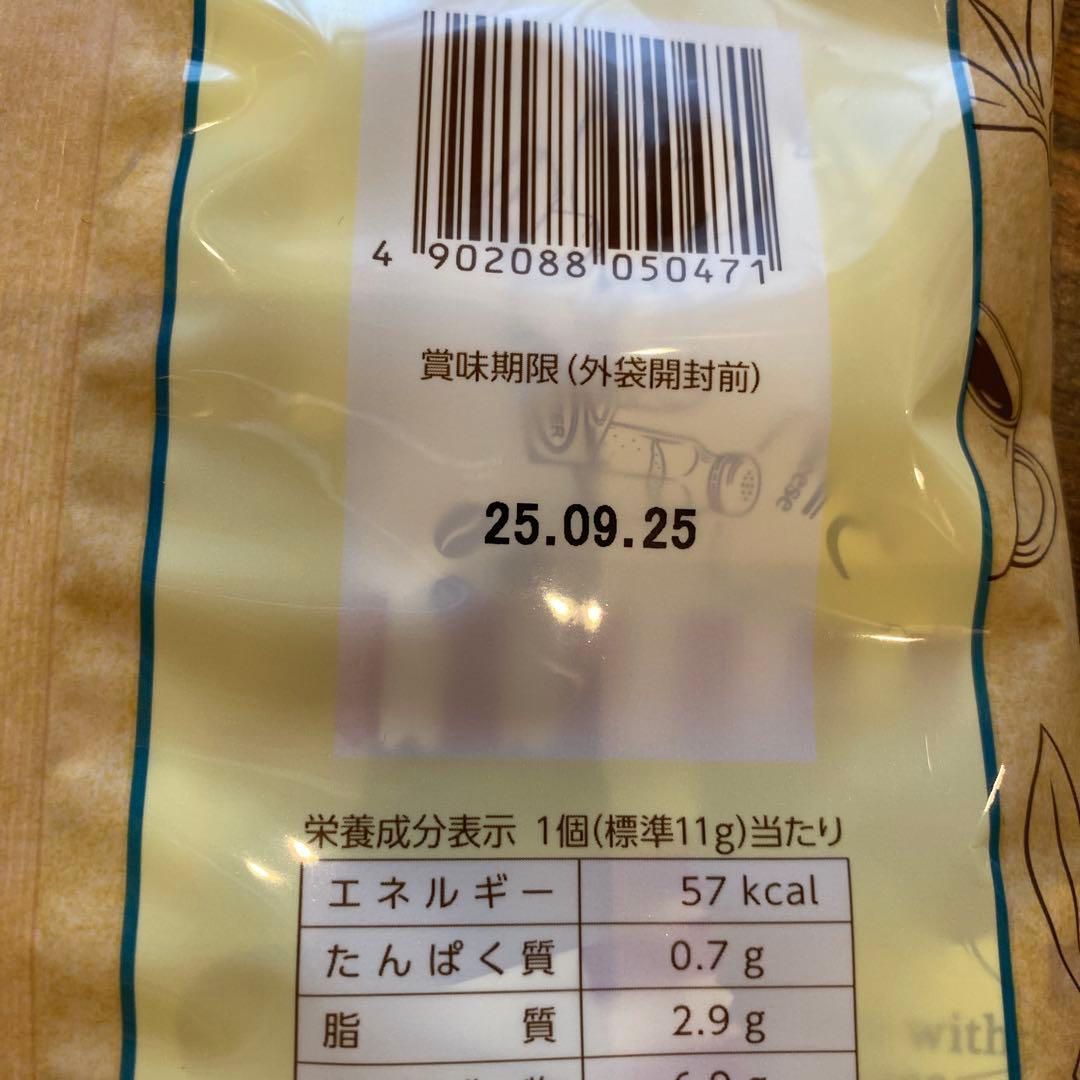 4 902088 050471
賞味期限(外袋開封前)
25.09.25
栄養成分表示 1個(標準11g)当たり
エネルギー 57 kcal
たんぱく質 0.7 g
脂質 2.9 g
with